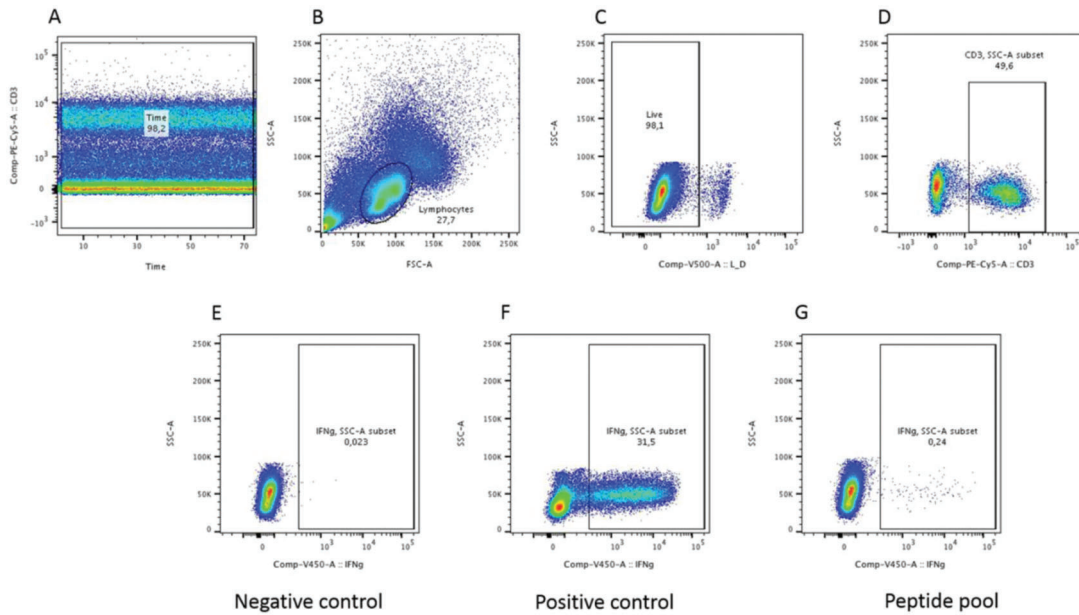 A
Comp-PE-Cy5-A :: CD3
10⁵
10⁴
10³
0
-10³
Time
98,2
10 30 50 70
Time
B
SSC-A
250K
200K
150K
100K
50K
0
Lymphocytes
27,7
0 50K 100K 150K 200K 250K
FSC-A
C
SSC-A
250K
200K
150K
100K
50K
0
Live
98,1
0 10³ 10⁴ 10⁵
Comp-V500-A :: L_D
D
CD3, SSC-A subset
49,6
SSC-A
250K
200K
150K
100K
50K
0
-10³ 0 10³ 10⁴ 10⁵
Comp-PE-Cy5-A :: CD3
E
SSC-A
250K
200K
150K
100K
50K
0
IFNg, SSC-A subset
0,023
0 10³ 10⁴ 10⁵
Comp-V450-A :: IFNg
Negative control
F
SSC-A
250K
200K
150K
100K
50K
0
IFNg, SSC-A subset
31,5
0 10³ 10⁴ 10⁵
Comp-V450-A :: IFNg
Positive control
G
SSC-A
250K
200K
150K
100K
50K
0
IFNg, SSC-A subset
0,24
0 10³ 10⁴ 10⁵
Comp-V450-A :: IFNg
Peptide pool